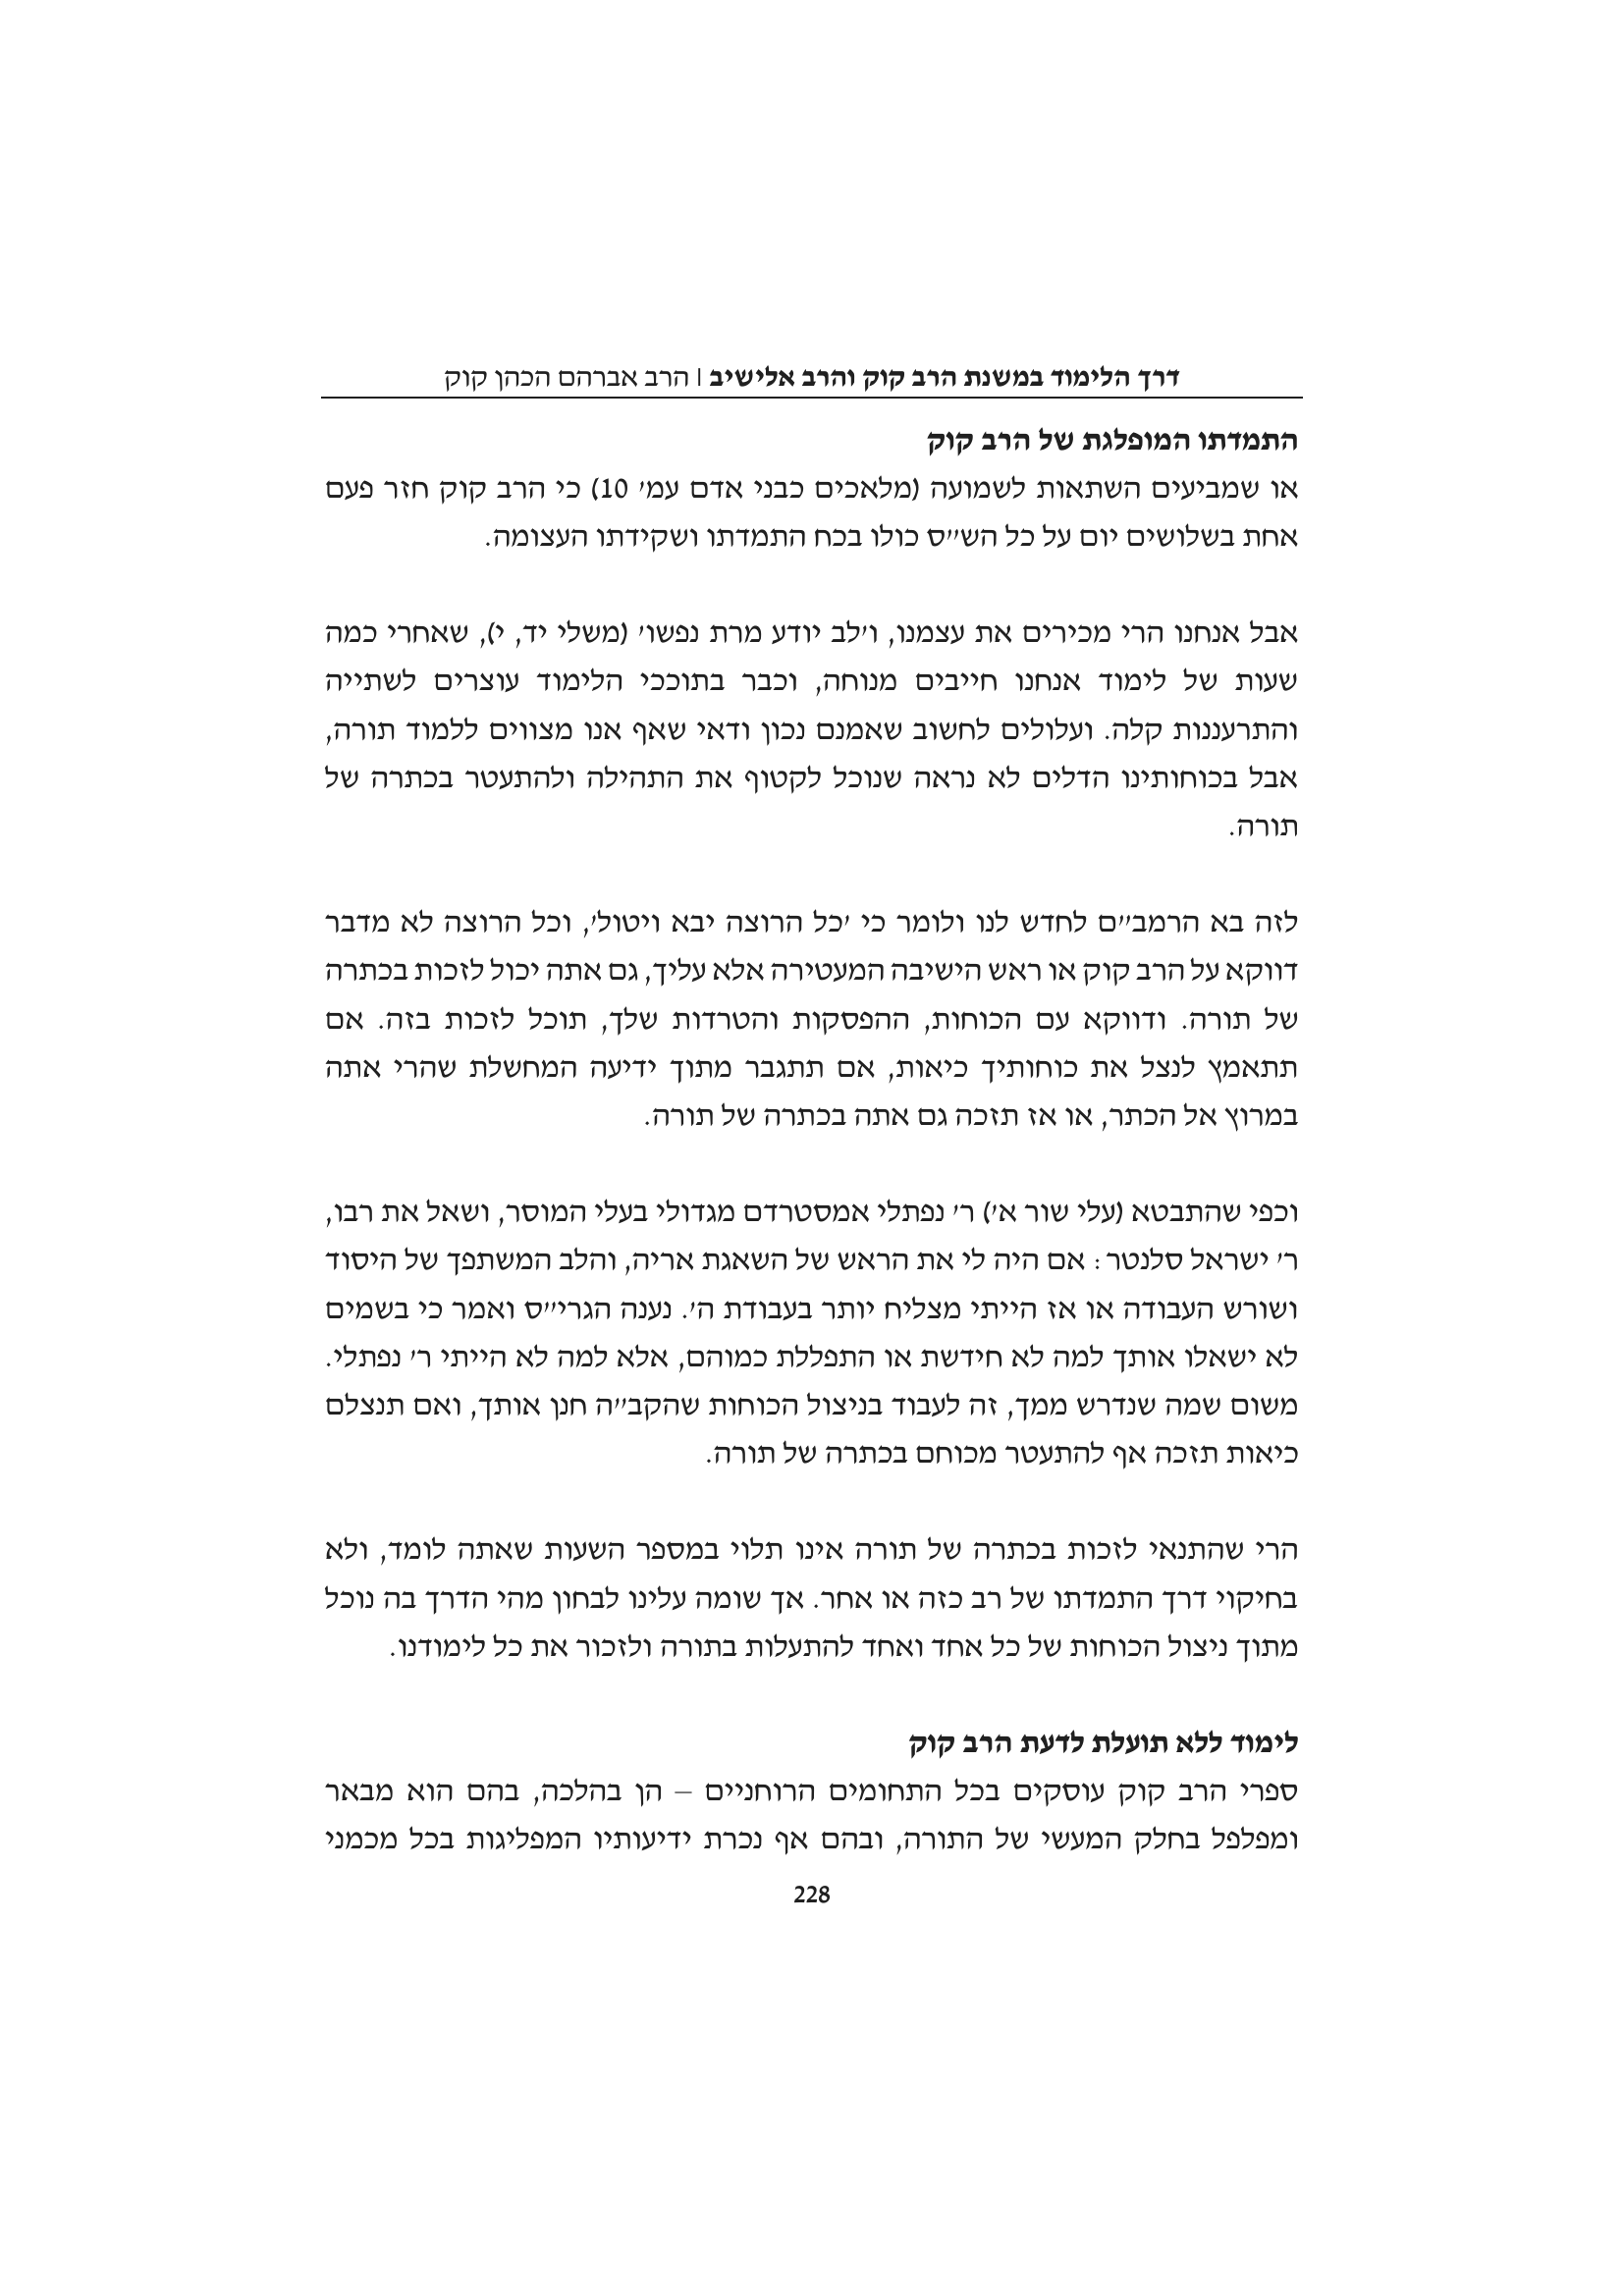 דרך הלימוד במשנת הרב קוק והרב אלישיב | הרב אברהם הכהן קוק
התמדתו המופלגת של הרב קוק
או שמביעים השתאות לשמועה (מלאכים כבני אדם עמ' 10) כי הרב קוק חזר פעם
אחת בשלושים יום על כל הש״ס כולו בכח התמדתו ושקידתו העצומה.
אבל אנחנו הרי מכירים את עצמנו, ו'לב יודע מרת נפשו' (משלי יד, י), שאחרי כמה
שעות של לימוד אנחנו חייבים מנוחה, וכבר בתוככי הלימוד עוצרים לשתייה
והתרעננות קלה. ועלולים לחשוב שאמנם נכון ודאי שאף אנו מצווים ללמוד תורה,
אבל בכוחותינו הדלים לא נראה שנוכל לקטוף את התהילה ולהתעטר בכתרה של
תורה.
לזה בא הרמב״ם לחדש לנו ולומר כי 'כל הרוצה יבא ויטול', וכל הרוצה לא מדבר
דווקא על הרב קוק או ראש הישיבה המעטירה אלא עליך, גם אתה יכול לזכות בכתרה
של תורה. ודווקא עם הכוחות, ההפסקות והטרדות שלך, תוכל לזכות בזה. אם
תתאמץ לנצל את כוחותיך כיאות, אם תתגבר מתוך ידיעה המחשלת שהרי אתה
במרוץ אל הכתר, או אז תזכה גם אתה בכתרה של תורה.
וכפי שהתבטא (עלי שור א') ר' נפתלי אמסטרדם מגדולי בעלי המוסר, ושאל את רבו,
ר' ישראל סלנטר: אם היה לי את הראש של השאגת אריה, והלב המשתפך של היסוד
ושורש העבודה או אז הייתי מצליח יותר בעבודת ה'. נענה הגרי״ס ואמר כי בשמים
לא ישאלו אותך למה לא חידשת או התפללת כמוהם, אלא למה לא הייתי ר' נפתלי.
משום שמה שנדרש ממך, זה לעבוד בניצול הכוחות שהקב״ה חנן אותך, ואם תנצלם
כיאות תזכה אף להתעטר מכוחם בכתרה של תורה.
הרי שהתנאי לזכות בכתרה של תורה אינו תלוי במספר השעות שאתה לומד, ולא
בחיקוי דרך התמדתו של רב כזה או אחר. אך שומה עלינו לבחון מהי הדרך בה נוכל
מתוך ניצול הכוחות של כל אחד ואחד להתעלות בתורה ולזכור את כל לימודנו.
לימוד ללא תועלת לדעת הרב קוק
ספרי הרב קוק עוסקים בכל התחומים הרוחניים – הן בהלכה, בהם הוא מבאר
ומפלפל בחלק המעשי של התורה, ובהם אף נכרת ידיעותיו המפליגות בכל מכמני
228